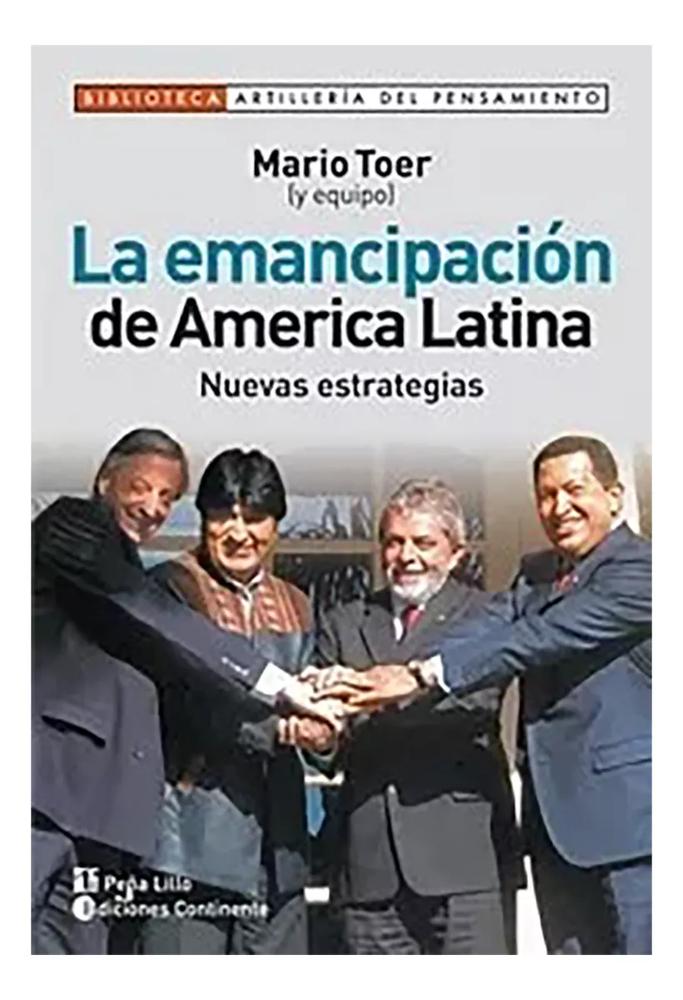 BIBLIOTECA ARTILLERÍA DEL PENSAMIENTO
Mario Toer
(y equipo)
La emancipación
de America Latina
Nuevas estrategias
Peña Lillo
Ediciones Continente